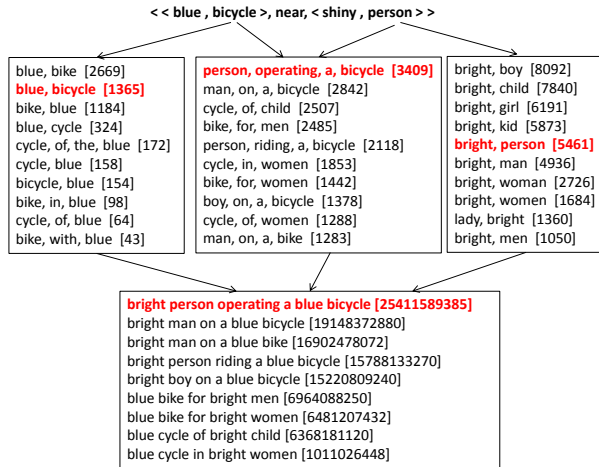 < < blue , bicycle >, near, < shiny , person > >
blue, bike [2669]
blue, bicycle [1365]
bike, blue [1184]
blue, cycle [324]
cycle, of, the, blue [172]
cycle, blue [158]
bicycle, blue [154]
bike, in, blue [98]
cycle, of, blue [64]
bike, with, blue [43]
person, operating, a, bicycle [3409]
man, on, a, bicycle [2842]
cycle, of, child [2507]
bike, for, men [2485]
person, riding, a, bicycle [2118]
cycle, in, women [1853]
bike, for, women [1442]
boy, on, a, bicycle [1378]
cycle, of, women [1288]
man, on, a, bike [1283]
bright, boy [8092]
bright, child [7840]
bright, girl [6191]
bright, kid [5873]
bright, person [5461]
bright, man [4936]
bright, woman [2726]
bright, women [1684]
lady, bright [1360]
bright, men [1050]
bright person operating a blue bicycle [25411589385]
bright man on a blue bicycle [19148372880]
bright man on a blue bike [16902478072]
bright person riding a blue bicycle [15788133270]
bright boy on a blue bicycle [15220809240]
blue bike for bright men [6964088250]
blue bike for bright women [6481207432]
blue cycle of bright child [6368181120]
blue cycle in bright women [1011026448]